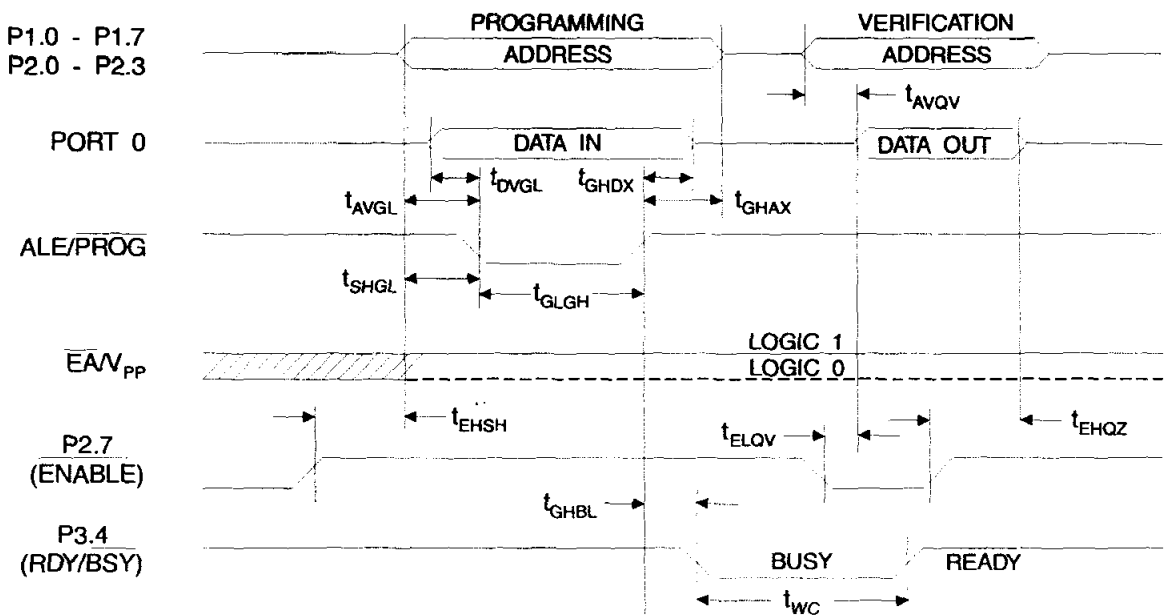 PROGRAMMING
VERIFICATION
P1.0 - P1.7
P2.0 - P2.3
ADDRESS
ADDRESS
tAVQV
PORT 0
DATA IN
DATA OUT
tDVGL
tGHDX
tAVGL
tGHAX
ALE/PROG
tSHGL
tGLGH
LOGIC 1
EA/VPP
LOGIC 0
tEHSH
tELQV
tEHQZ
P2.7
(ENABLE)
tGHBL
P3.4
(RDY/BSY)
BUSY
READY
tWC